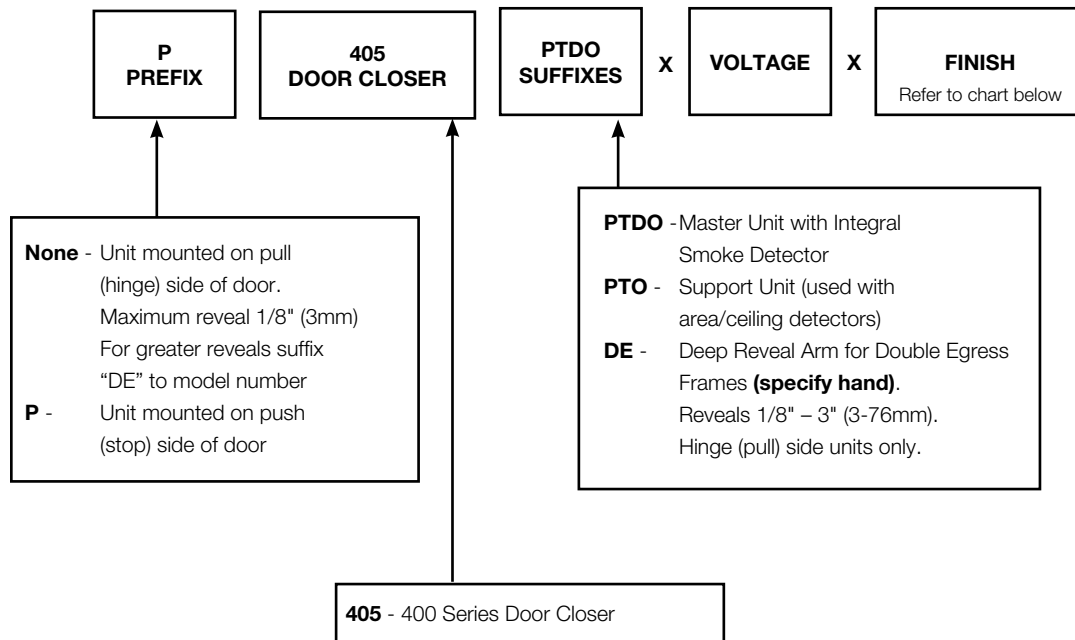 P
PREFIX
405
DOOR CLOSER
PTDO
SUFFIXES
X
VOLTAGE
X
FINISH
Refer to chart below
None - Unit mounted on pull
(hinge) side of door.
Maximum reveal 1/8" (3mm)
For greater reveals suffix
“DE” to model number
P - Unit mounted on push
(stop) side of door
PTDO - Master Unit with Integral
Smoke Detector
PTO - Support Unit (used with
area/ceiling detectors)
DE - Deep Reveal Arm for Double Egress
Frames (specify hand).
Reveals 1/8" – 3" (3-76mm).
Hinge (pull) side units only.
405 - 400 Series Door Closer